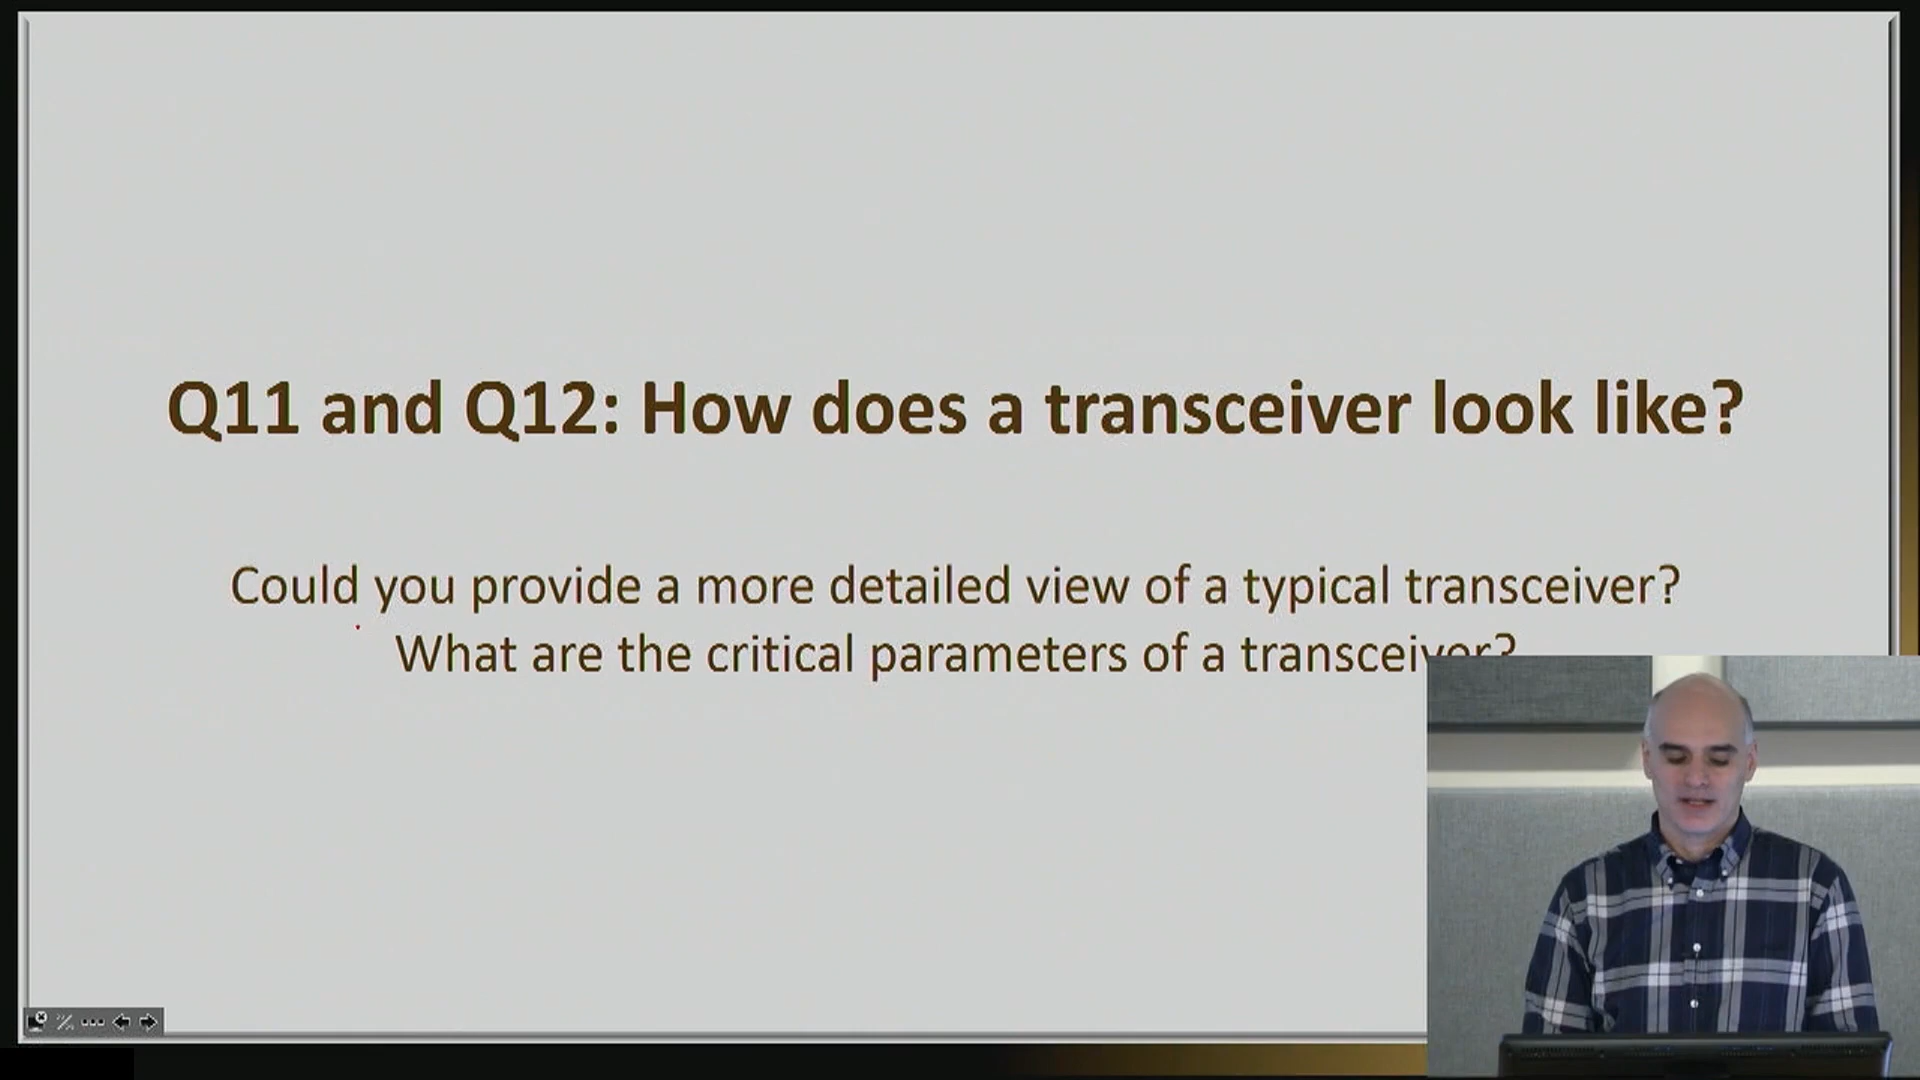 Q11 and Q12: How does a transceiver look like?
Could you provide a more detailed view of a typical transceiver?
What are the critical parameters of a transceiver?